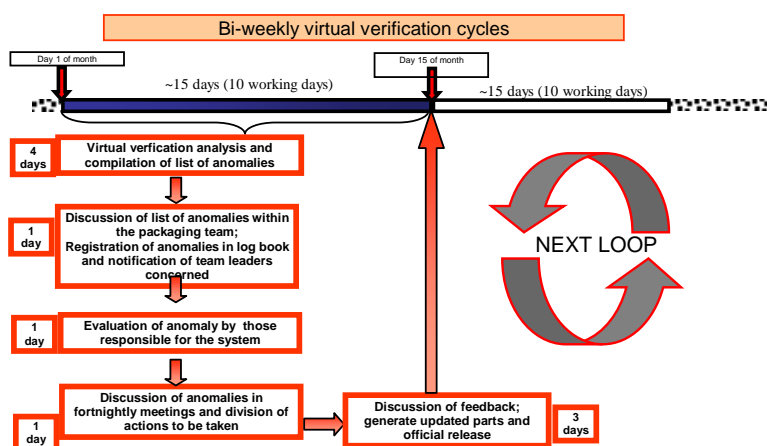 Bi-weekly virtual verification cycles
Day 1 of month
Day 15 of month
~15 days (10 working days)
~15 days (10 working days)
4
days
Virtual verfication analysis and
compilation of list of anomalies
1
day
Discussion of list of anomalies within
the packaging team;
Registration of anomalies in log book
and notification of team leaders
concerned
NEXT LOOP
1
day
Evaluation of anomaly by those
responsible for the system
1
day
Discussion of anomalies in
fortnightly meetings and division of
actions to be taken
Discussion of feedback;
generate updated parts and
official release
3
days